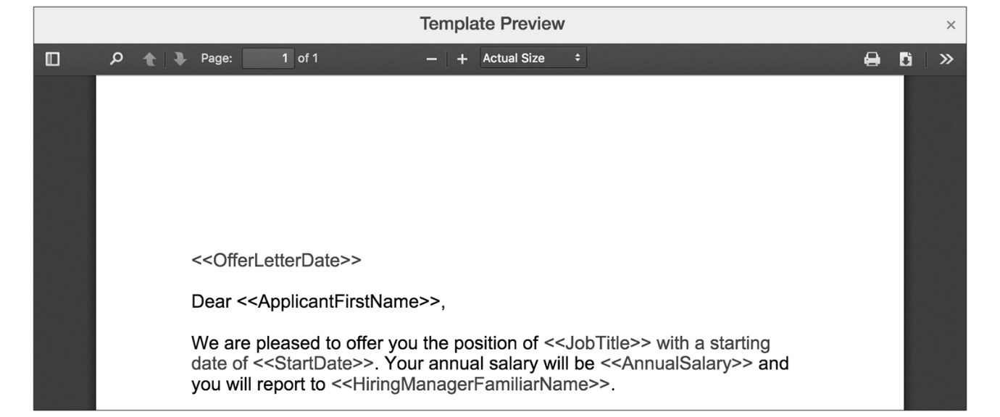 Template Preview
Page: 1 of 1 Actual Size
<<OfferLetterDate>>
Dear <<ApplicantFirstName>>,
We are pleased to offer you the position of <<JobTitle>> with a starting
date of <<StartDate>>. Your annual salary will be <<AnnualSalary>> and
you will report to <<HiringManagerFamiliarName>>.